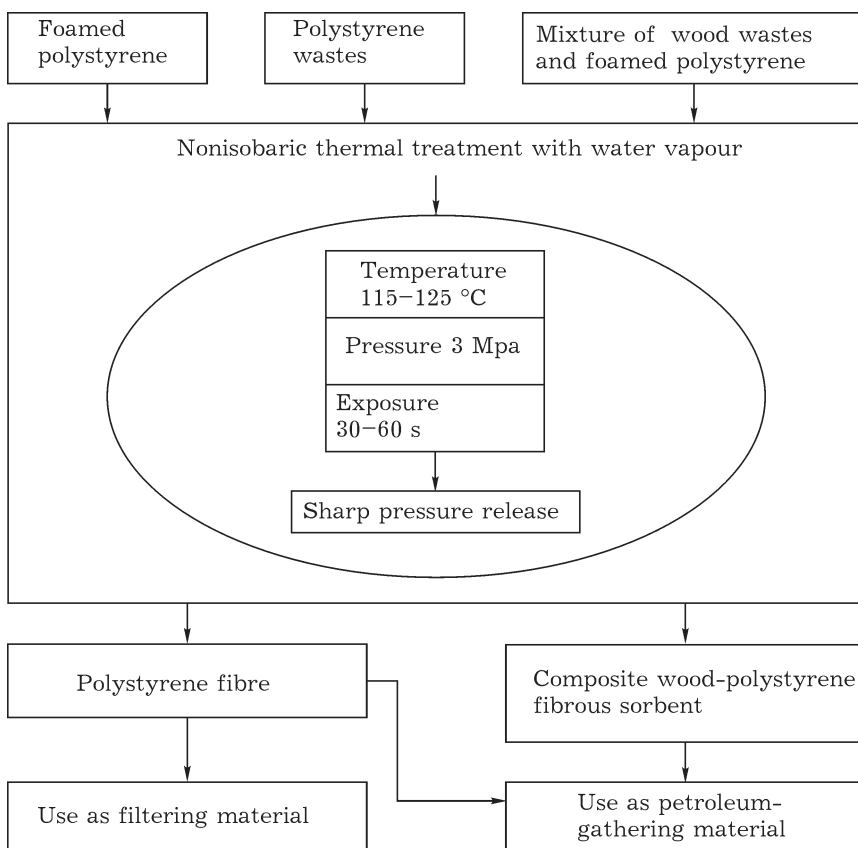 Foamed
polystyrene
Polystyrene
wastes
Mixture of wood wastes
and foamed polystyrene
Nonisobaric thermal treatment with water vapour
Temperature
115–125 °C
Pressure 3 Mpa
Exposure
30–60 s
Sharp pressure release
Polystyrene fibre
Composite wood-polystyrene
fibrous sorbent
Use as filtering material
Use as petroleum-
gathering material